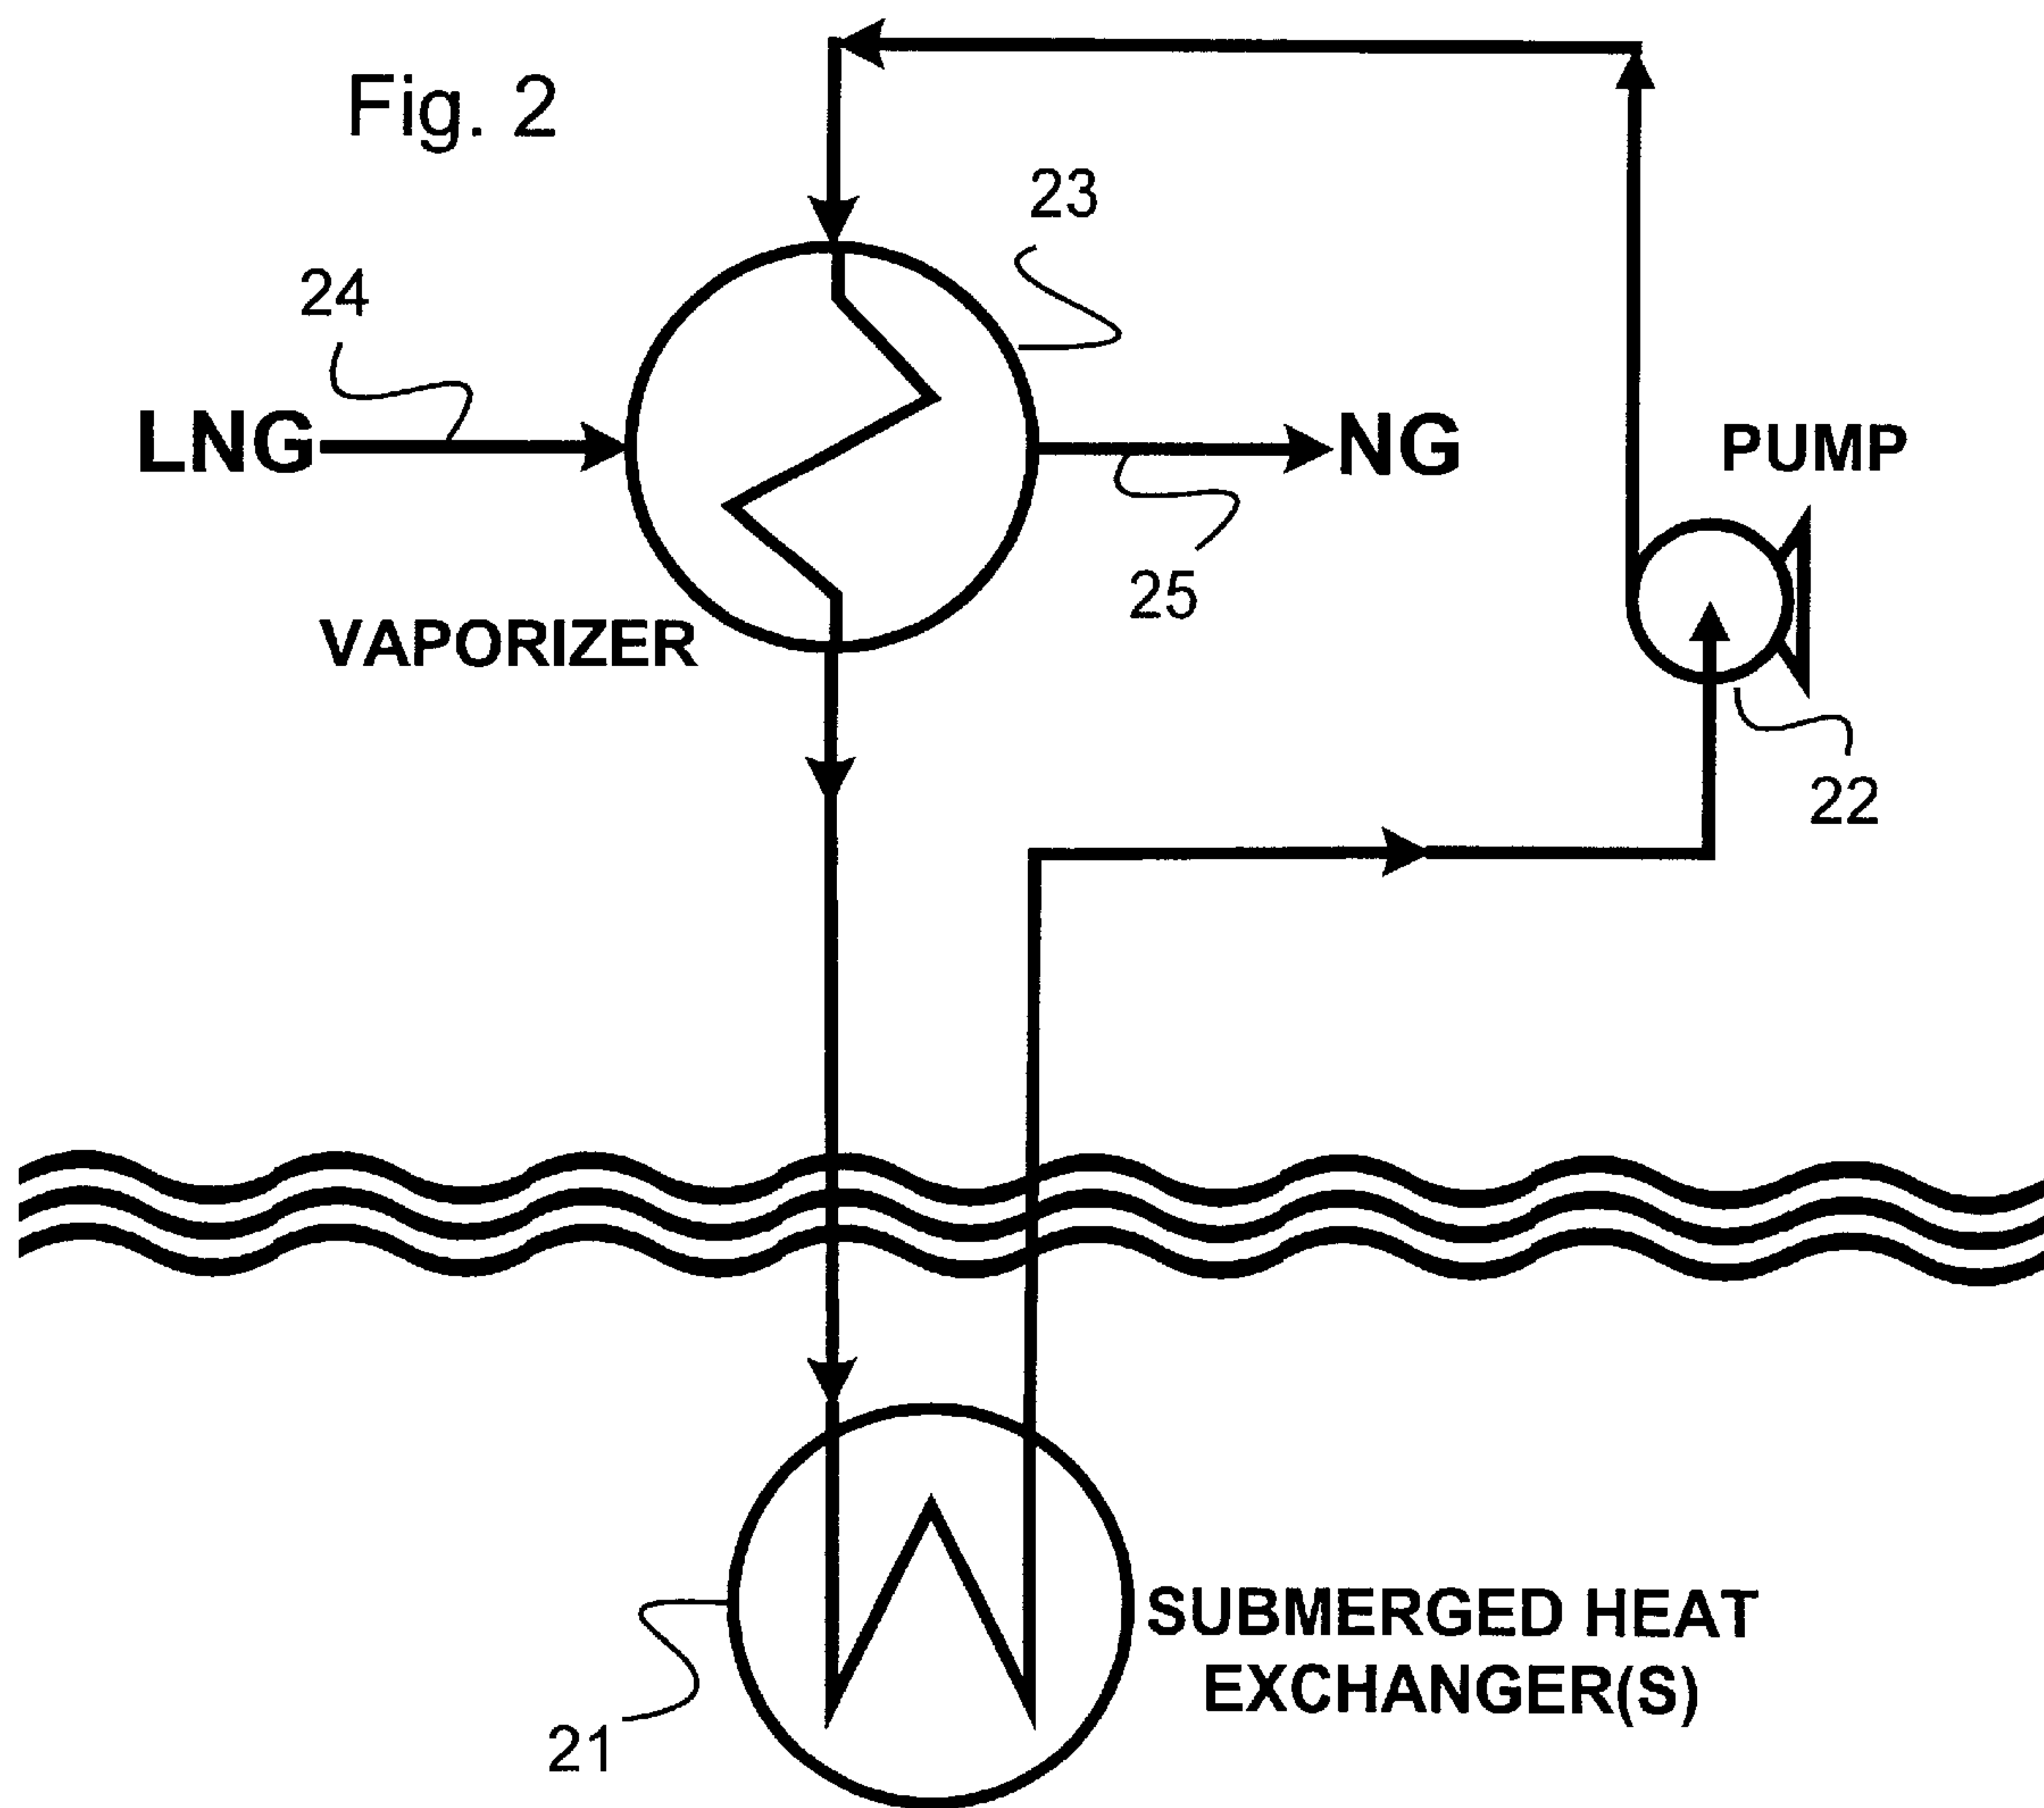 Fig. 2
23
24
LNG
NG
PUMP
25
VAPORIZER
22
SUBMERGED HEAT
EXCHANGER(S)
21